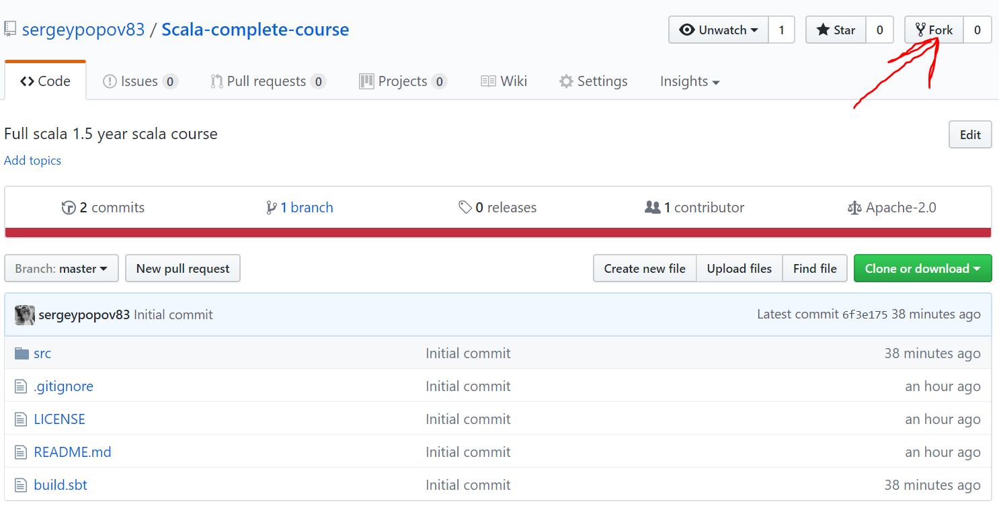 sergeypopov83 / Scala-complete-course Unwatch 1 Star 0 Fork 0
Code Issues 0 Pull requests 0 Projects 0 Wiki Settings Insights
Full scala 1.5 year scala course Edit
Add topics
2 commits 1 branch 0 releases 1 contributor Apache-2.0
Branch: master New pull request Create new file Upload files Find file Clone or download
sergeypopov83 Initial commit Latest commit 6f3e175 38 minutes ago
src Initial commit 38 minutes ago
.gitignore Initial commit an hour ago
LICENSE Initial commit an hour ago
README.md Initial commit an hour ago
build.sbt Initial commit 38 minutes ago